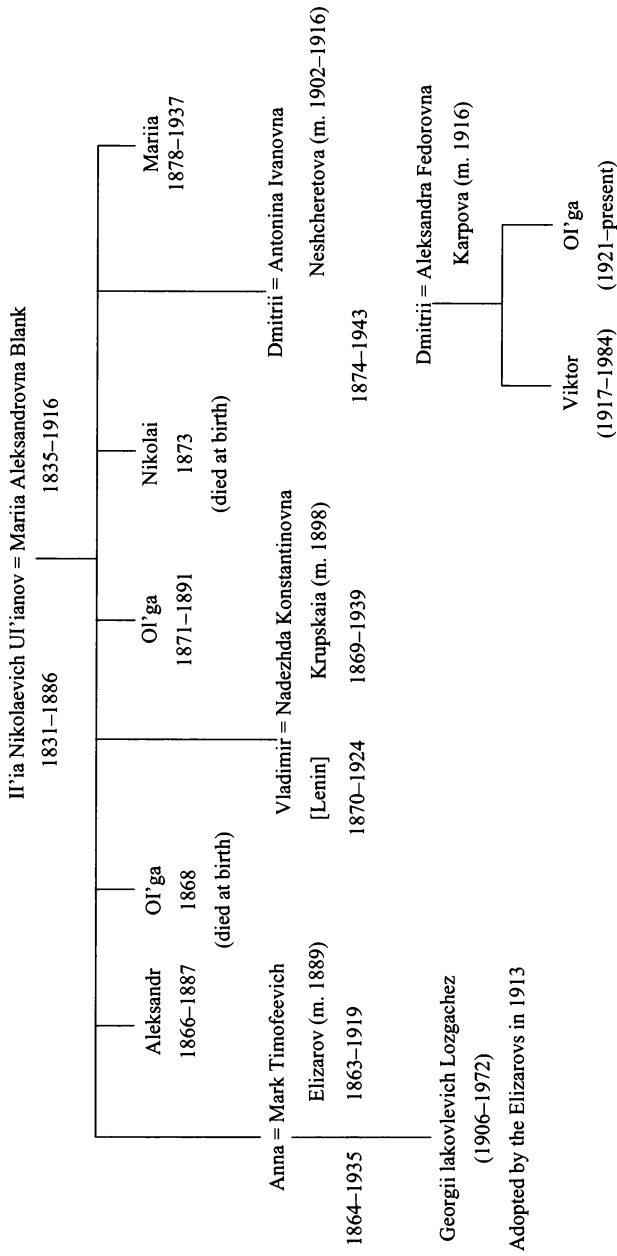 Il'ia Nikolaevich Ul'ianov = Mariia Aleksandrovna Blank
1831–1886 1835–1916
Aleksandr Ol'ga Ol'ga Nikolai Mariia
1866–1887 1868 1871–1891 1873 1878–1937
(died at birth) (died at birth)
Anna = Mark Timofeevich Vladimir = Nadezhda Konstantinovna Dmitrii = Antonina Ivanovna
Elizarov (m. 1889) [Lenin] Krupskaia (m. 1898) Neshcheretova (m. 1902–1916)
1864–1935 1863–1919 1870–1924 1869–1939 1874–1943
Georgii Iakovlevich Lozgachez Dmitrii = Aleksandra Fedorovna
(1906–1972) Karpova (m. 1916)
Adopted by the Elizarovs in 1913
Viktor Ol'ga
(1917–1984) (1921–present)